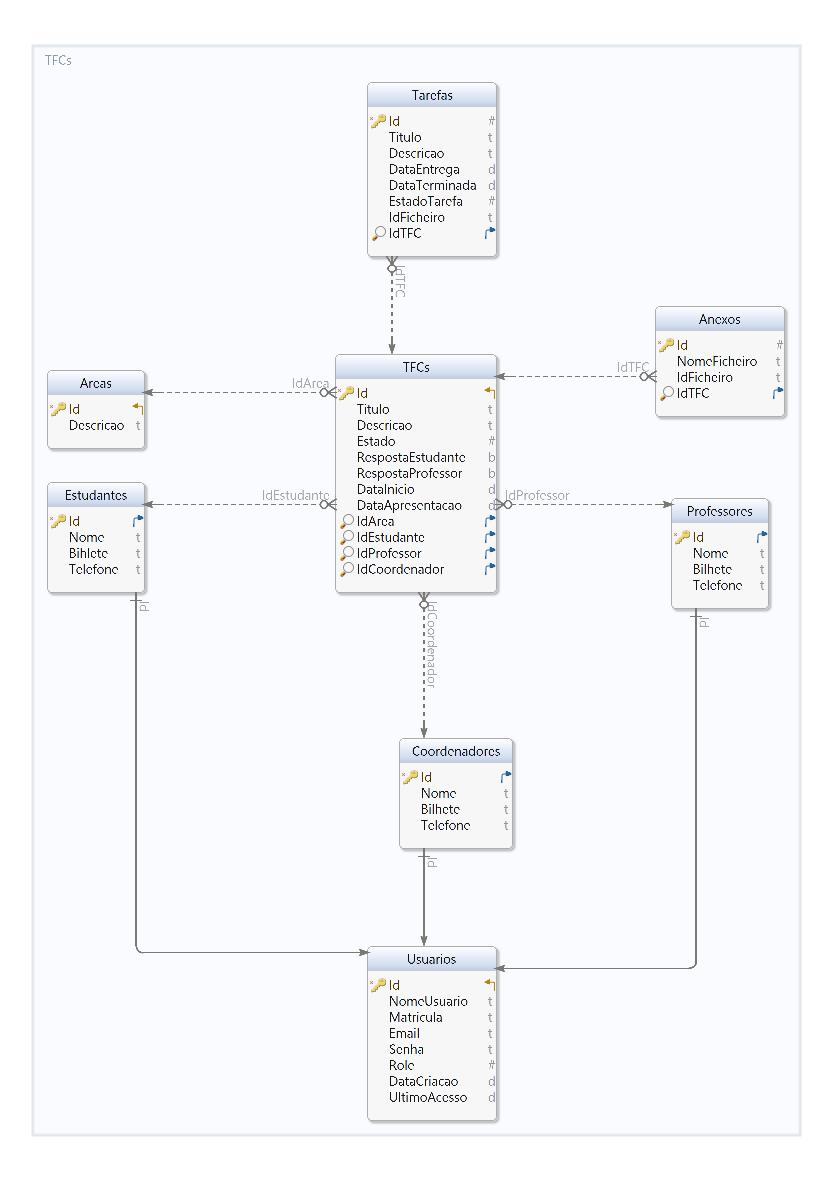 TFCs
Tarefas
Id #
Titulo t
Descricao t
DataEntrega d
DataTerminada d
EstadoTarefa #
IdFicheiro t
IdTFC
IdTFC
Anexos
Id #
NomeFicheiro t
IdFicheiro t
IdTFC
IdTFC
TFCs
Id
Titulo t
Descricao t
Estado #
RespostaEstudante b
RespostaProfessor b
DataInicio d
DataApresentacao d
IdArea
IdEstudante
IdProfessor
IdCoordenador
Areas
Id
Descricao t
IdArea
Estudantes
Id
Nome t
Bihlete t
Telefone t
IdEstudante
IdProfessor
Professores
Id
Nome t
Bilhete t
Telefone t
Id
Id
IdCoordenador
Coordenadores
Id
Nome t
Bilhete t
Telefone t
Id
Usuarios
Id
NomeUsuario t
Matricula t
Email t
Senha t
Role #
DataCriacao d
UltimoAcesso d